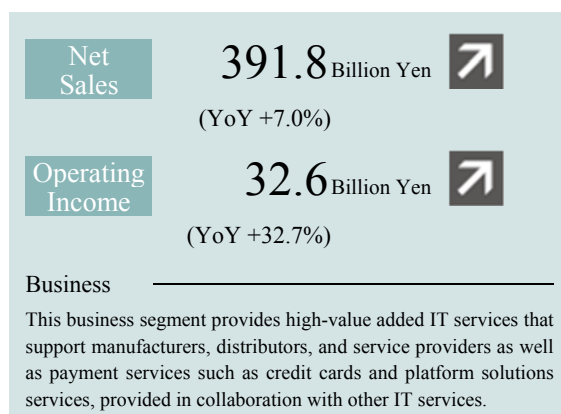 Net
Sales
391.8 Billion Yen
(YoY +7.0%)
Operating
Income
32.6 Billion Yen
(YoY +32.7%)
Business
This business segment provides high-value added IT services that
support manufacturers, distributors, and service providers as well
as payment services such as credit cards and platform solutions
services, provided in collaboration with other IT services.